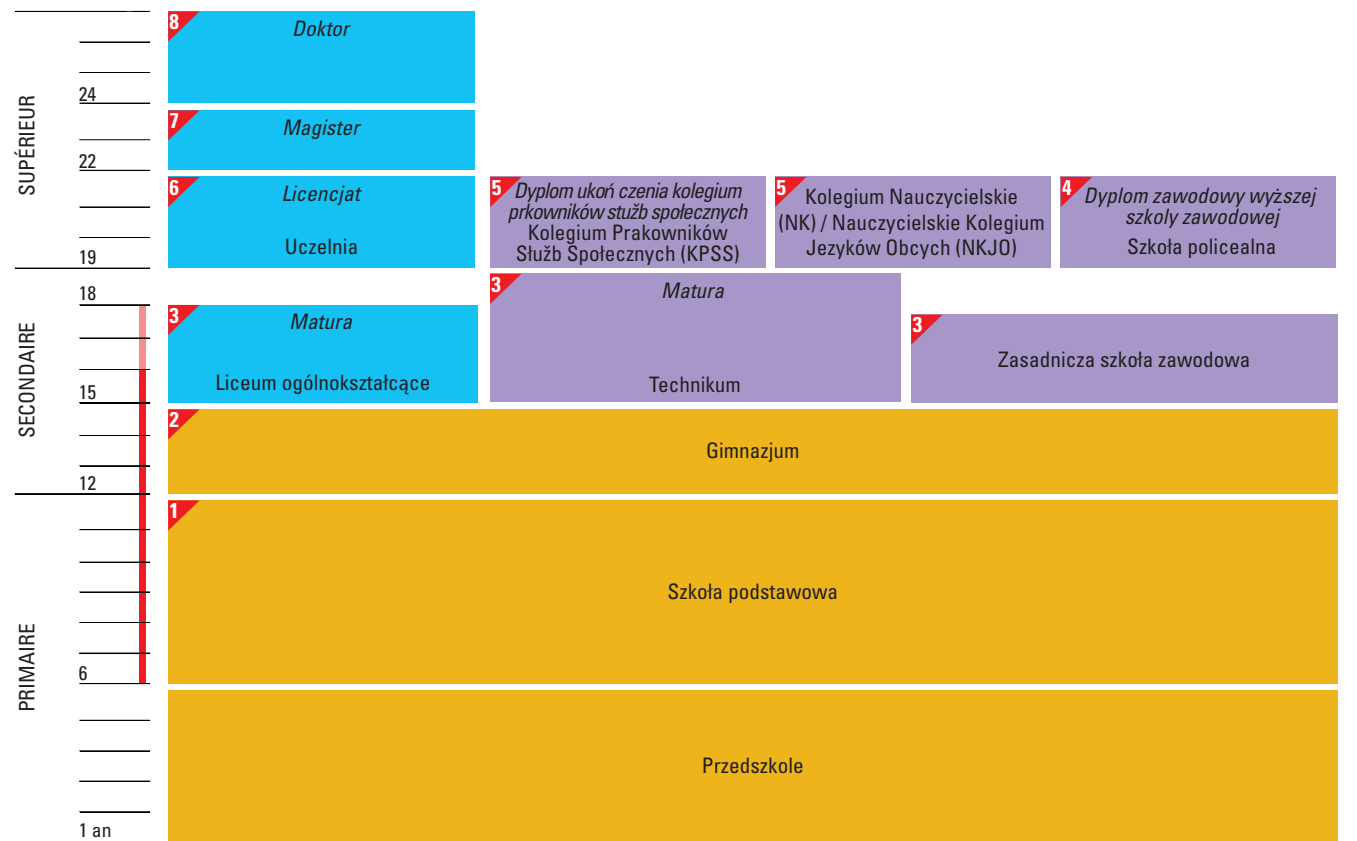 SUPÉRIEUR
24
22
19
8
Doktor
7
Magister
6
Licencjat
Uczelnia
5
Dyplom ukoń czenia kolegium
prkowników stużb społecznych
Kolegium Prakowników
Służb Społecznych (KPSS)
5
Kolegium Nauczycielskie
(NK) / Nauczycielskie Kolegium
Jezyków Obcych (NKJO)
4
Dyplom zawodowy wyższej
szkoly zawodowej
Szkoła policealna
SECONDAIRE
18
15
12
3
Matura
Liceum ogólnokształcące
3
Matura
Technikum
3
Zasadnicza szkoła zawodowa
2
Gimnazjum
PRIMAIRE
6
1 an
1
Szkoła podstawowa
Przedszkole